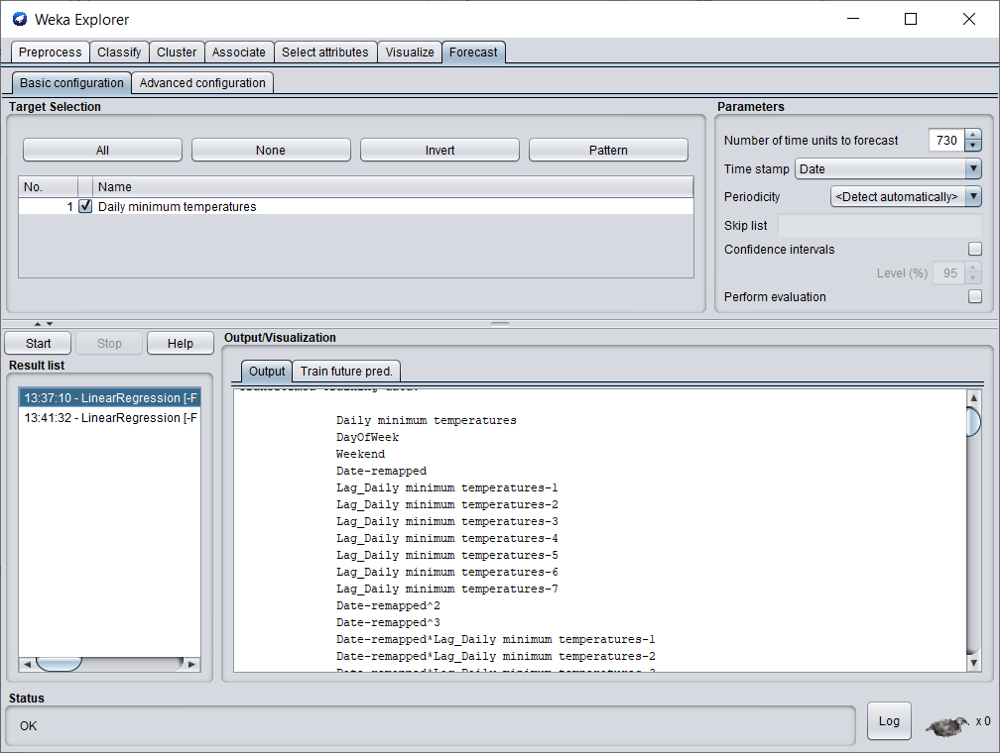 Weka Explorer
Preprocess Classify Cluster Associate Select attributes Visualize Forecast
Basic configuration Advanced configuration
Target Selection
All None Invert Pattern
No. Name
1 Daily minimum temperatures
Parameters
Number of time units to forecast 730
Time stamp Date
Periodicity <Detect automatically>
Skip list
Confidence intervals
Level (%) 95
Perform evaluation
Start Stop Help
Result list
13:37:10 - LinearRegression [-F
13:41:32 - LinearRegression [-F
Output/Visualization
Output Train future pred.
Daily minimum temperatures
DayOfWeek
Weekend
Date-remapped
Lag_Daily minimum temperatures-1
Lag_Daily minimum temperatures-2
Lag_Daily minimum temperatures-3
Lag_Daily minimum temperatures-4
Lag_Daily minimum temperatures-5
Lag_Daily minimum temperatures-6
Lag_Daily minimum temperatures-7
Date-remapped^2
Date-remapped^3
Date-remapped*Lag_Daily minimum temperatures-1
Date-remapped*Lag_Daily minimum temperatures-2
Status
OK
Log
x 0